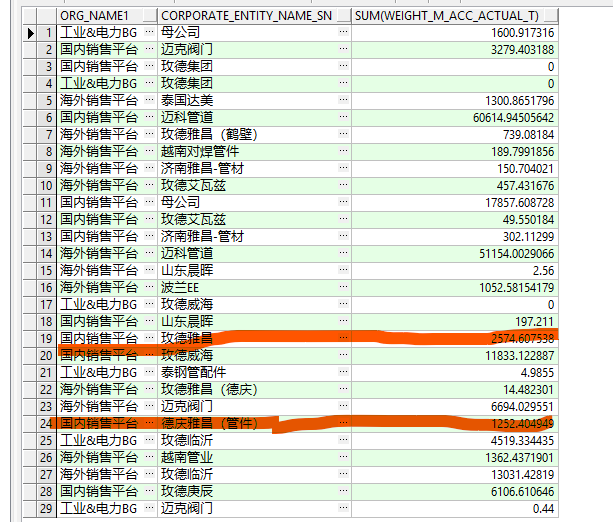 ORG_NAME1 CORPORATE_ENTITY_NAME_SN SUM(WEIGHT_M_ACC_ACTUAL_T)
1 工业&电力BG ··· 母公司 ··· 1600.917316
2 国内销售平台 ··· 迈克阀门 ··· 3279.403188
3 国内销售平台 ··· 玫德集团 ··· 0
4 工业&电力BG ··· 玫德集团 ··· 0
5 海外销售平台 ··· 泰国达美 ··· 1300.8651796
6 国内销售平台 ··· 迈科管道 ··· 60614.94505642
7 海外销售平台 ··· 玫德雅昌（鹤壁） ··· 739.08184
8 海外销售平台 ··· 越南对焊管件 ··· 189.7991856
9 海外销售平台 ··· 济南雅昌-管材 ··· 150.704021
10 海外销售平台 ··· 玫德艾瓦兹 ··· 457.431676
11 国内销售平台 ··· 母公司 ··· 17857.608728
12 国内销售平台 ··· 玫德艾瓦兹 ··· 49.550184
13 国内销售平台 ··· 济南雅昌-管材 ··· 302.11299
14 海外销售平台 ··· 迈科管道 ··· 51154.0029066
15 海外销售平台 ··· 山东晨晖 ··· 2.56
16 海外销售平台 ··· 波兰EE ··· 1052.58154179
17 工业&电力BG ··· 玫德威海 ··· 0
18 国内销售平台 ··· 山东晨晖 ··· 197.211
19 国内销售平台 ··· 玫德雅昌 ··· 2574.607538
20 国内销售平台 ··· 玫德威海 ··· 11833.122887
21 工业&电力BG ··· 泰钢管配件 ··· 4.9855
22 海外销售平台 ··· 玫德雅昌（德庆） ··· 14.482301
23 海外销售平台 ··· 迈克阀门 ··· 6694.029551
24 国内销售平台 ··· 德庆雅昌（管件） ··· 1252.404949
25 工业&电力BG ··· 玫德临沂 ··· 4519.334435
26 海外销售平台 ··· 越南管业 ··· 1362.4371901
27 海外销售平台 ··· 玫德临沂 ··· 13031.42819
28 国内销售平台 ··· 玫德庚辰 ··· 6106.610646
29 工业&电力BG ··· 迈克阀门 ··· 0.44